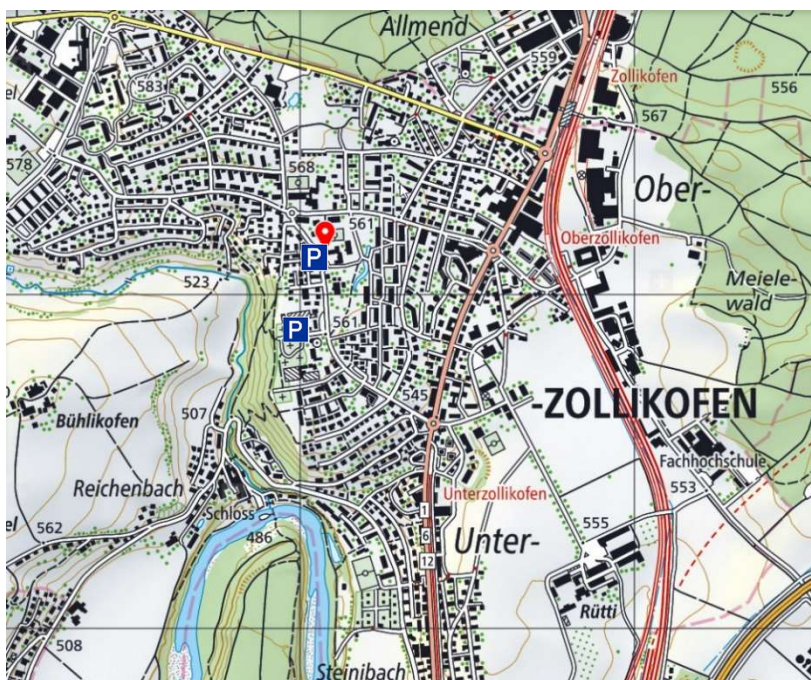 Allmend
559
Zollikofen
556
583
567
578
568
Ober-
561
P
Oberzollikofen
523
Meiele-
wald
P
561
545
-ZOLLIKOFEN
Bühlikofen
507
Fachhochschule
Reichenbach
Schloss
Unterzollikofen
553
1
562
486
6
Unter-
555
12
Rütti
508
Steinibach